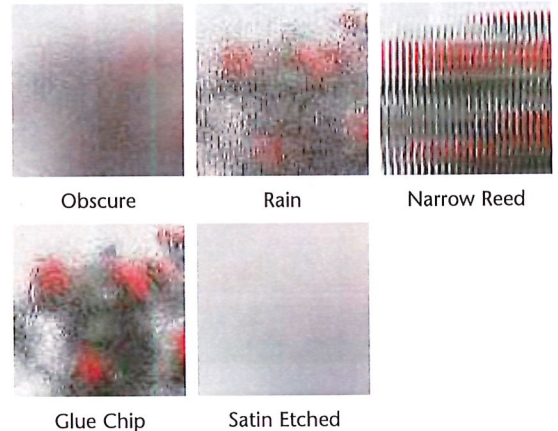 Obscure
Rain
Narrow Reed
Glue Chip
Satin Etched